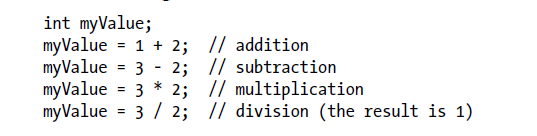 int myValue;
myValue = 1 + 2;  // addition
myValue = 3 - 2;  // subtraction
myValue = 3 * 2;  // multiplication
myValue = 3 / 2;  // division (the result is 1)